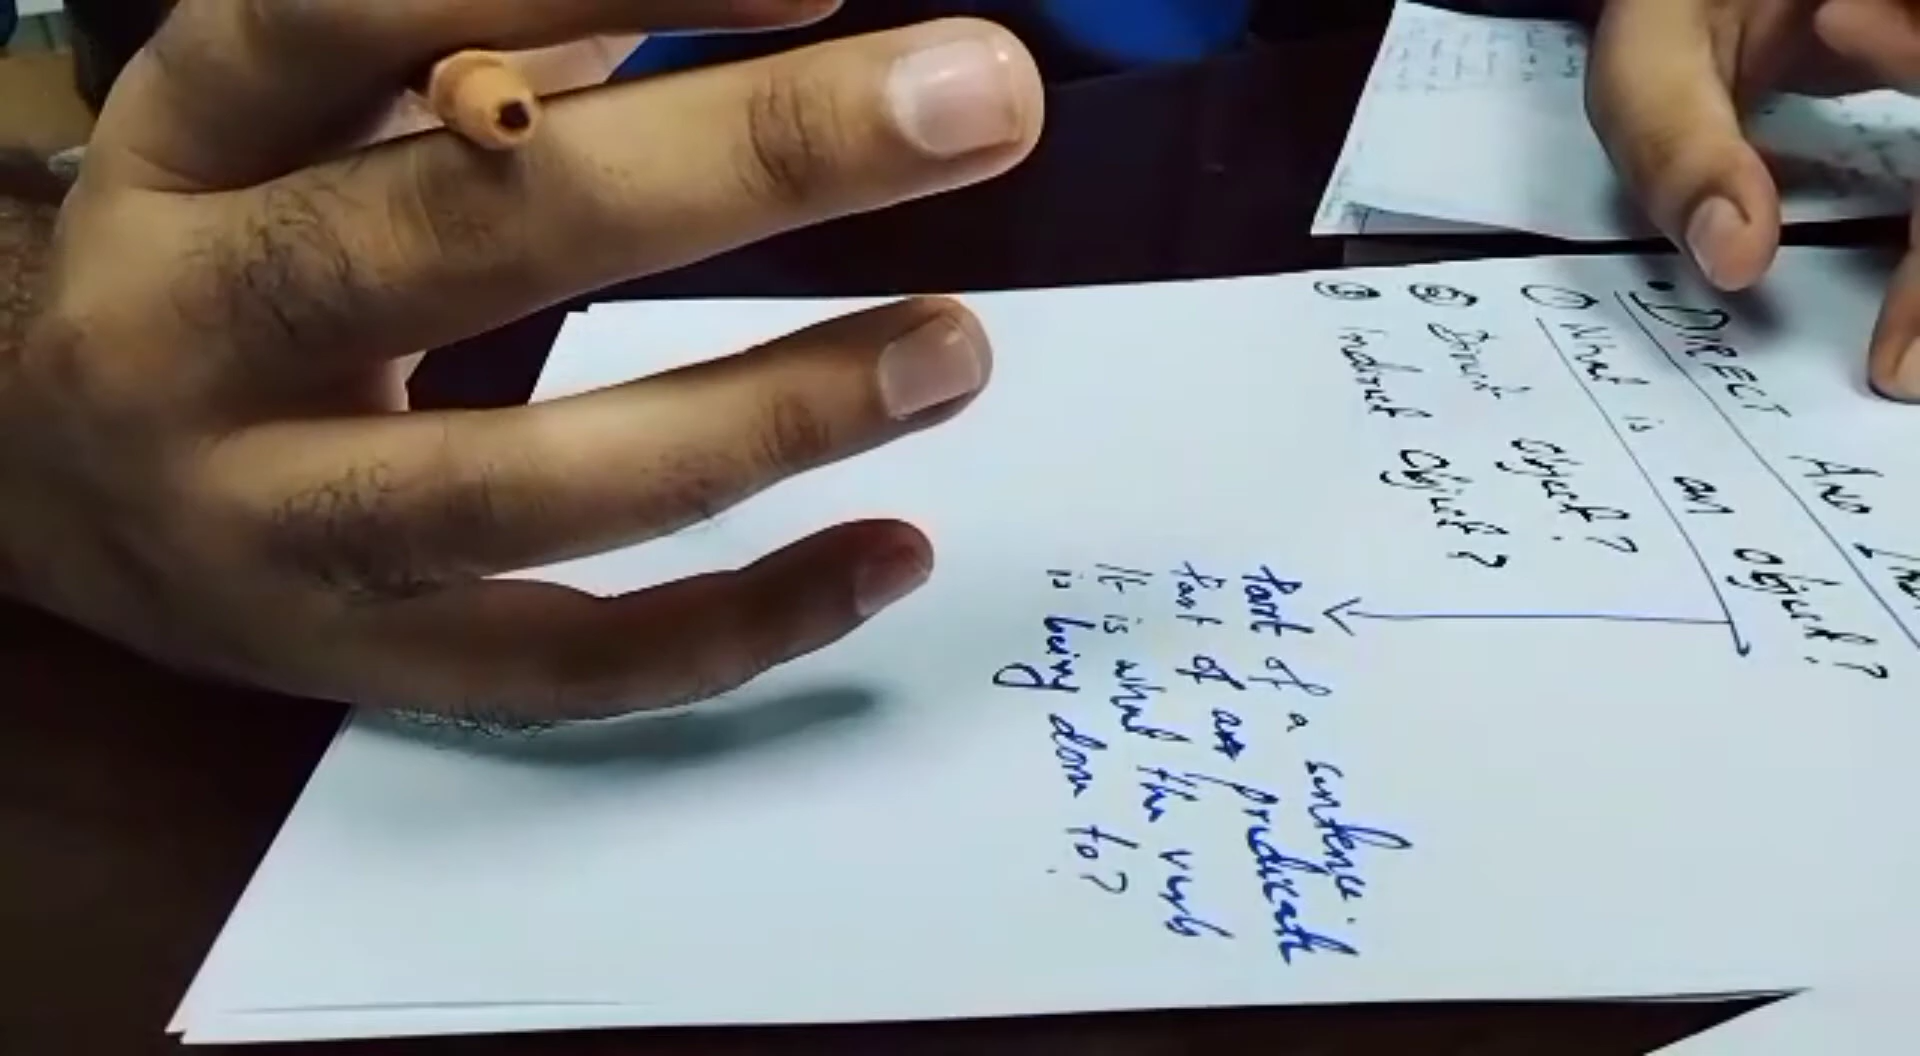 • DIRECT AND
① What is an object?
② Direct object?
③ Indirect object?
Part of a sentence.
Part of an predicate
It is what the verb
is being done to?